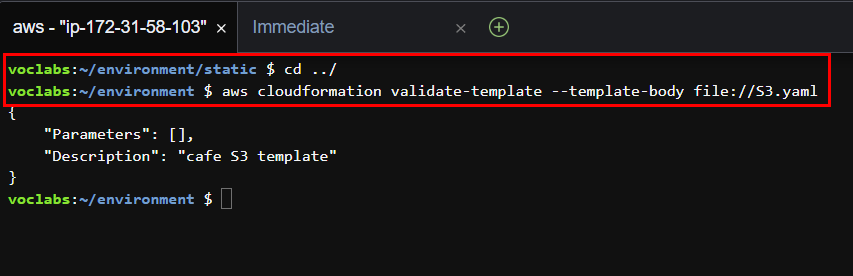 aws - "ip-172-31-58-103" × Immediate ×
voclabs:~/environment/static $ cd ../
voclabs:~/environment $ aws cloudformation validate-template --template-body file://S3.yaml
{
    "Parameters": [],
    "Description": "cafe S3 template"
}
voclabs:~/environment $